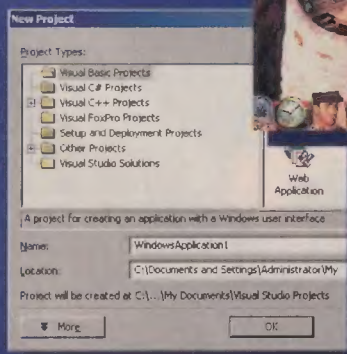 New Project
Project Types:
Visual Basic Projects
Visual C# Projects
Visual C++ Projects
Visual FoxPro Projects
Setup and Deployment Projects
Other Projects
Visual Studio Solutions
Web
Application
A project for creating an application with a Windows user interface
Name:
WindowsApplication1
Location:
C:\Documents and Settings\Administrator\My
Project will be created at C:\...\My Documents\Visual Studio Projects
More
OK